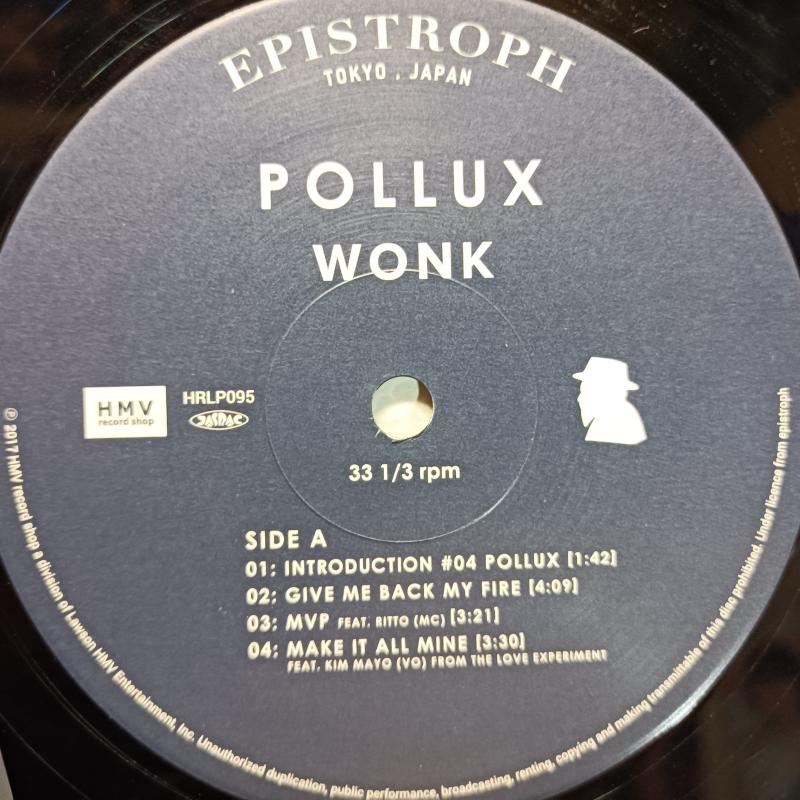 EPISTROPH
TOKYO . JAPAN
POLLUX
WONK
HMV
record shop
HRLP095
JASRAC
33 1/3 rpm
SIDE A
01: INTRODUCTION #04 POLLUX [1:42]
02: GIVE ME BACK MY FIRE [4:09]
03: MVP FEAT. RITTO (MC) [3:21]
04: MAKE IT ALL MINE [3:30]
FEAT. KIM MAYO (VO) FROM THE LOVE EXPERIMENT
℗ 2017 HMV record shop a division of Lawson HMV Entertainment, Inc. Unauthorized duplication, public performance, broadcasting, renting, copying and making transmittable of this disc prohibited. Under licence from epistroph